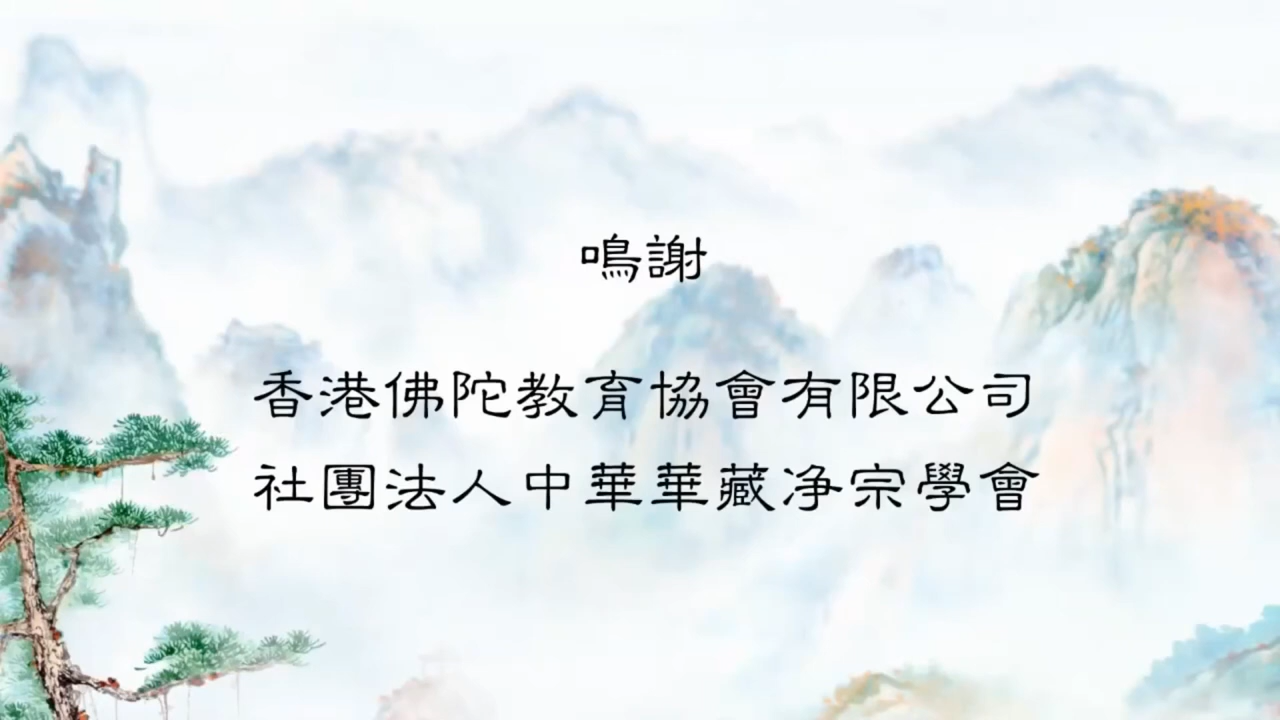 鳴謝
香港佛陀教育協會有限公司
社團法人中華華藏净宗學會